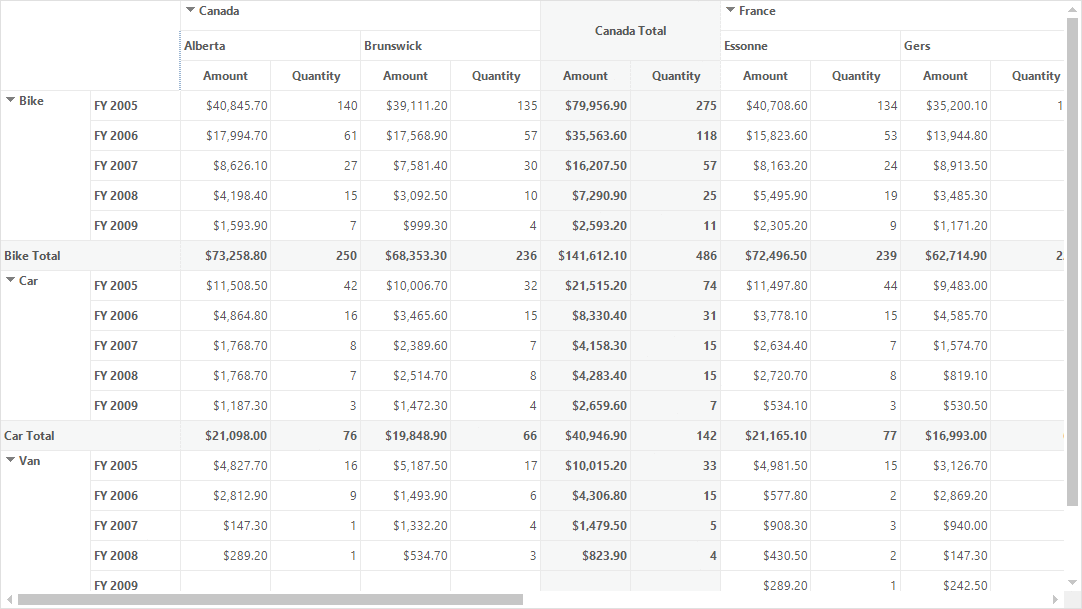 Canada Canada Total France
Alberta Brunswick Essonne Gers
Amount Quantity Amount Quantity Amount Quantity Amount Quantity Amount Quantity
Bike FY 2005 $40,845.70 140 $39,111.20 135 $79,956.90 275 $40,708.60 134 $35,200.10
FY 2006 $17,994.70 61 $17,568.90 57 $35,563.60 118 $15,823.60 53 $13,944.80
FY 2007 $8,626.10 27 $7,581.40 30 $16,207.50 57 $8,163.20 24 $8,913.50
FY 2008 $4,198.40 15 $3,092.50 10 $7,290.90 25 $5,495.90 19 $3,485.30
FY 2009 $1,593.90 7 $999.30 4 $2,593.20 11 $2,305.20 9 $1,171.20
Bike Total $73,258.80 250 $68,353.30 236 $141,612.10 486 $72,496.50 239 $62,714.90
Car FY 2005 $11,508.50 42 $10,006.70 32 $21,515.20 74 $11,497.80 44 $9,483.00
FY 2006 $4,864.80 16 $3,465.60 15 $8,330.40 31 $3,778.10 15 $4,585.70
FY 2007 $1,768.70 8 $2,389.60 7 $4,158.30 15 $2,634.40 7 $1,574.70
FY 2008 $1,768.70 7 $2,514.70 8 $4,283.40 15 $2,720.70 8 $819.10
FY 2009 $1,187.30 3 $1,472.30 4 $2,659.60 7 $534.10 3 $530.50
Car Total $21,098.00 76 $19,848.90 66 $40,946.90 142 $21,165.10 77 $16,993.00
Van FY 2005 $4,827.70 16 $5,187.50 17 $10,015.20 33 $4,981.50 15 $3,126.70
FY 2006 $2,812.90 9 $1,493.90 6 $4,306.80 15 $577.80 2 $2,869.20
FY 2007 $147.30 1 $1,332.20 4 $1,479.50 5 $908.30 3 $940.00
FY 2008 $289.20 1 $534.70 3 $823.90 4 $430.50 2 $147.30
FY 2009 $289.20 1 $242.50